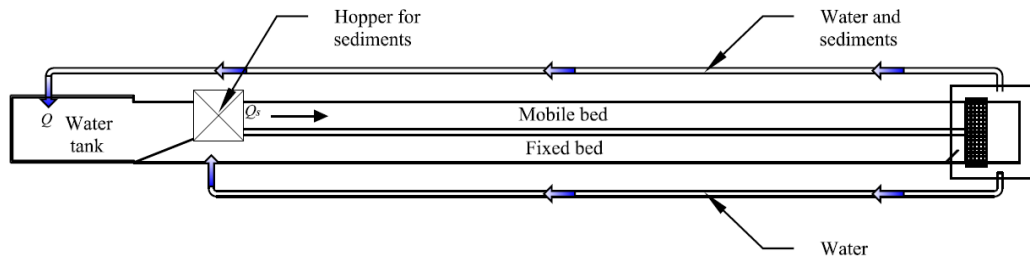 Hopper for
sediments
Water and
sediments
Q
Water
tank
Qs
Mobile bed
Fixed bed
Water